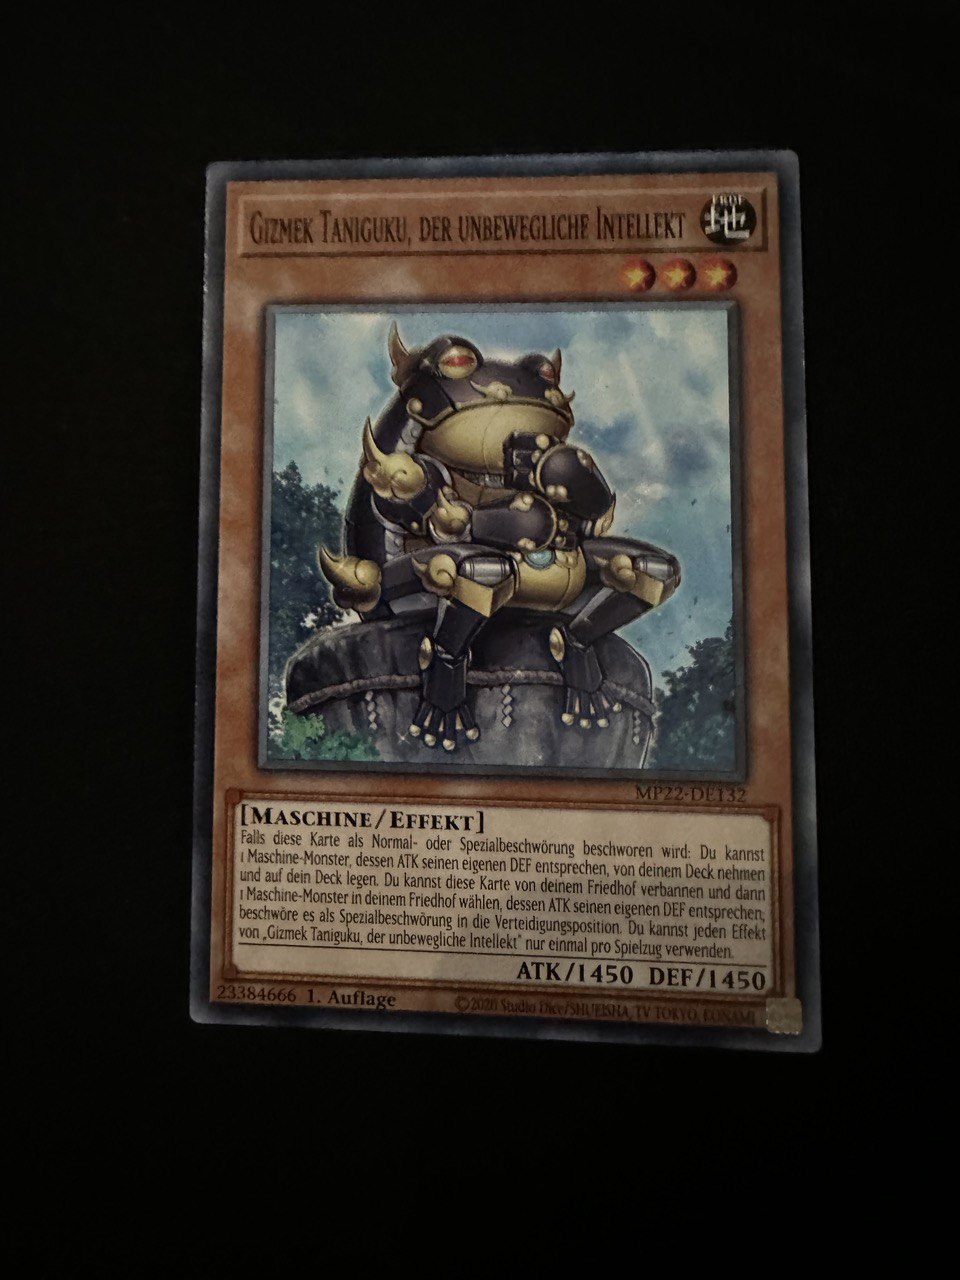 Gizmek Taniguku, der unbewegliche Intellekt
ERDE
地
MP22-DE132
[Maschine/Effekt]
Falls diese Karte als Normal- oder Spezialbeschwörung beschworen wird: Du kannst
1 Maschine-Monster, dessen ATK seinen eigenen DEF entsprechen, von deinem Deck nehmen
und auf dein Deck legen. Du kannst diese Karte von deinem Friedhof verbannen und dann
1 Maschine-Monster in deinem Friedhof wählen, dessen ATK seinen eigenen DEF entsprechen;
beschwöre es als Spezialbeschwörung in die Verteidigungsposition. Du kannst jeden Effekt
von „Gizmek Taniguku, der unbewegliche Intellekt“ nur einmal pro Spielzug verwenden.
ATK/1450 DEF/1450
23384666 1. Auflage ©2020 Studio Dice/SHUEISHA, TV TOKYO, KONAMI